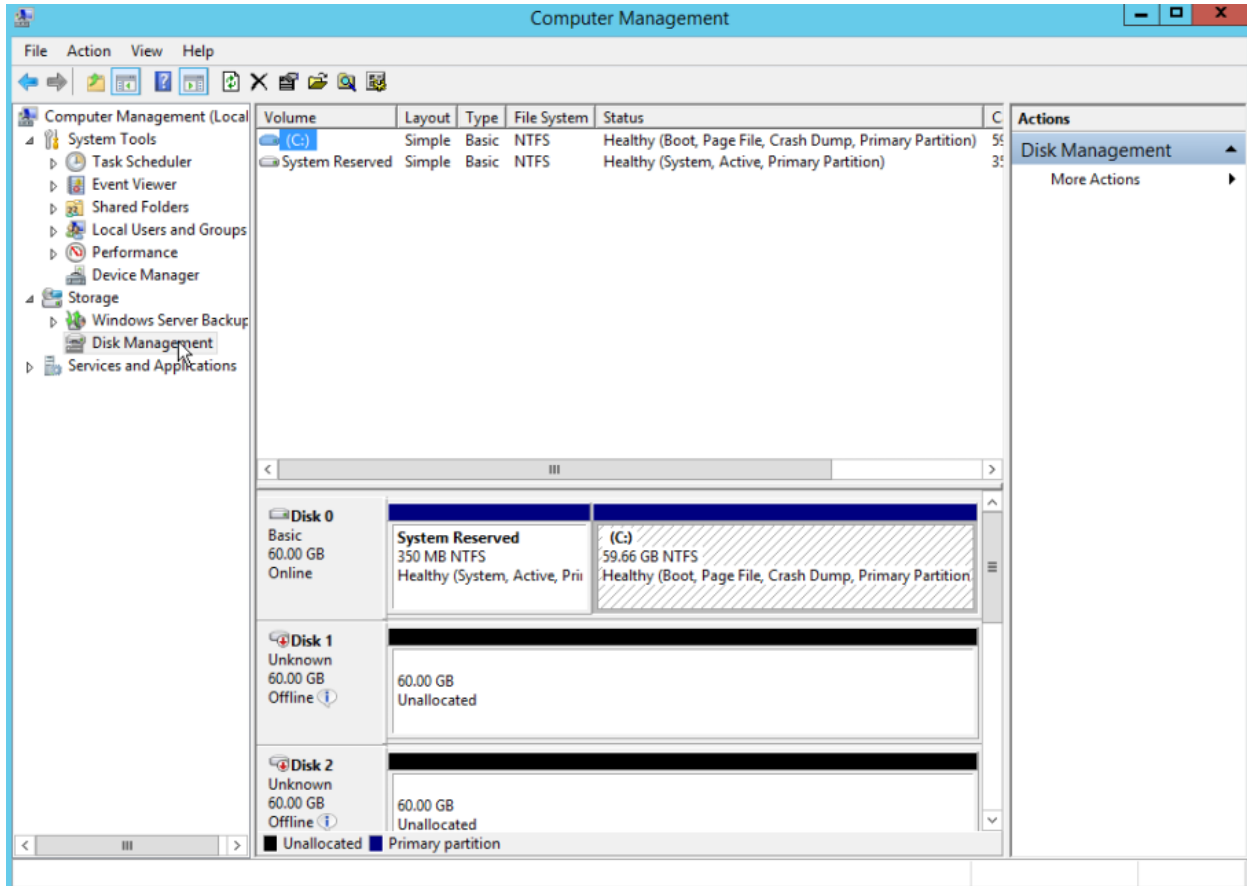 Computer Management
File Action View Help
Computer Management (Local
System Tools
Task Scheduler
Event Viewer
Shared Folders
Local Users and Groups
Performance
Device Manager
Storage
Windows Server Backup
Disk Management
Services and Applications
Volume Layout Type File System Status C
(C:) Simple Basic NTFS Healthy (Boot, Page File, Crash Dump, Primary Partition) 59
System Reserved Simple Basic NTFS Healthy (System, Active, Primary Partition) 35
Disk 0
Basic
60.00 GB
Online
System Reserved
350 MB NTFS
Healthy (System, Active, Pri
(C:)
59.66 GB NTFS
Healthy (Boot, Page File, Crash Dump, Primary Partition
Disk 1
Unknown
60.00 GB
Offline
60.00 GB
Unallocated
Disk 2
Unknown
60.00 GB
Offline
60.00 GB
Unallocated
Unallocated Primary partition
Actions
Disk Management
More Actions